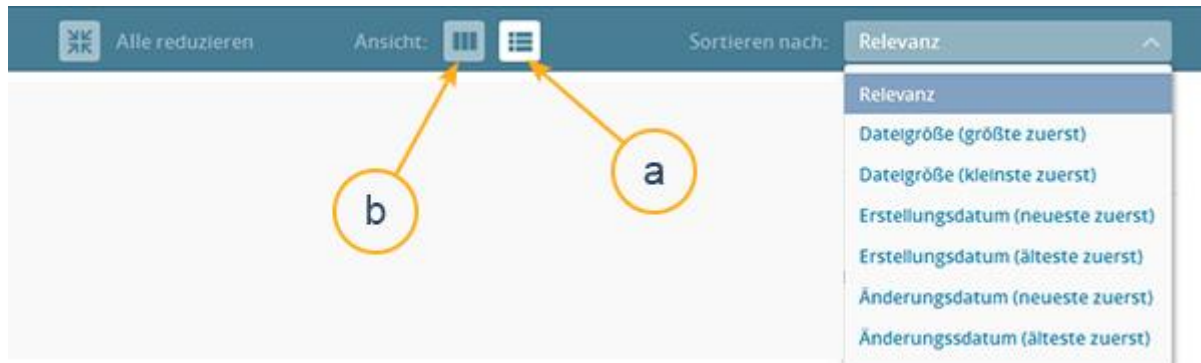 Alle reduzieren
Ansicht:
Sortieren nach:
Relevanz
Relevanz
Dateigröße (größte zuerst)
Dateigröße (kleinste zuerst)
Erstellungsdatum (neueste zuerst)
Erstellungsdatum (älteste zuerst)
Änderungsdatum (neueste zuerst)
Änderungssdatum (älteste zuerst)
a
b